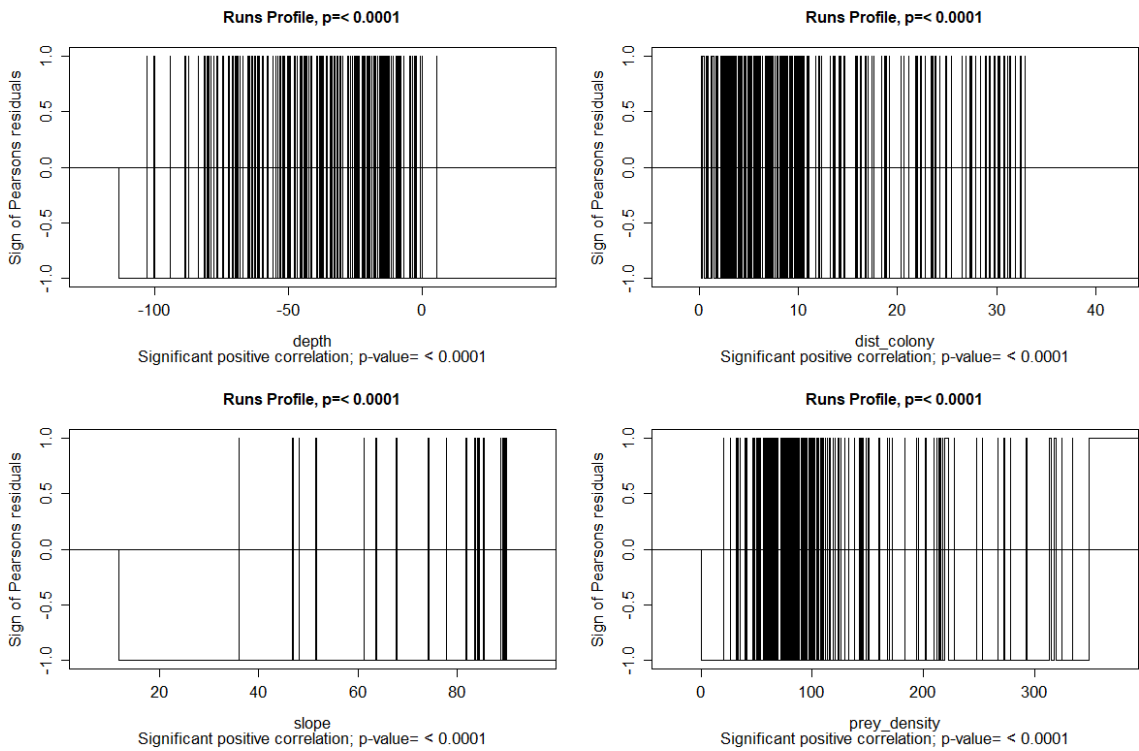 Runs Profile, p=< 0.0001
Sign of Pearsons residuals
1.0
0.5
0.0
-0.5
-1.0
-100
-50
0
depth
Significant positive correlation; p-value= < 0.0001
Runs Profile, p=< 0.0001
Sign of Pearsons residuals
1.0
0.5
0.0
-0.5
-1.0
0
10
20
30
40
dist_colony
Significant positive correlation; p-value= < 0.0001
Runs Profile, p=< 0.0001
Sign of Pearsons residuals
1.0
0.5
0.0
-0.5
-1.0
20
40
60
80
slope
Significant positive correlation; p-value= < 0.0001
Runs Profile, p=< 0.0001
Sign of Pearsons residuals
1.0
0.5
0.0
-0.5
-1.0
0
100
200
300
prey_density
Significant positive correlation; p-value= < 0.0001